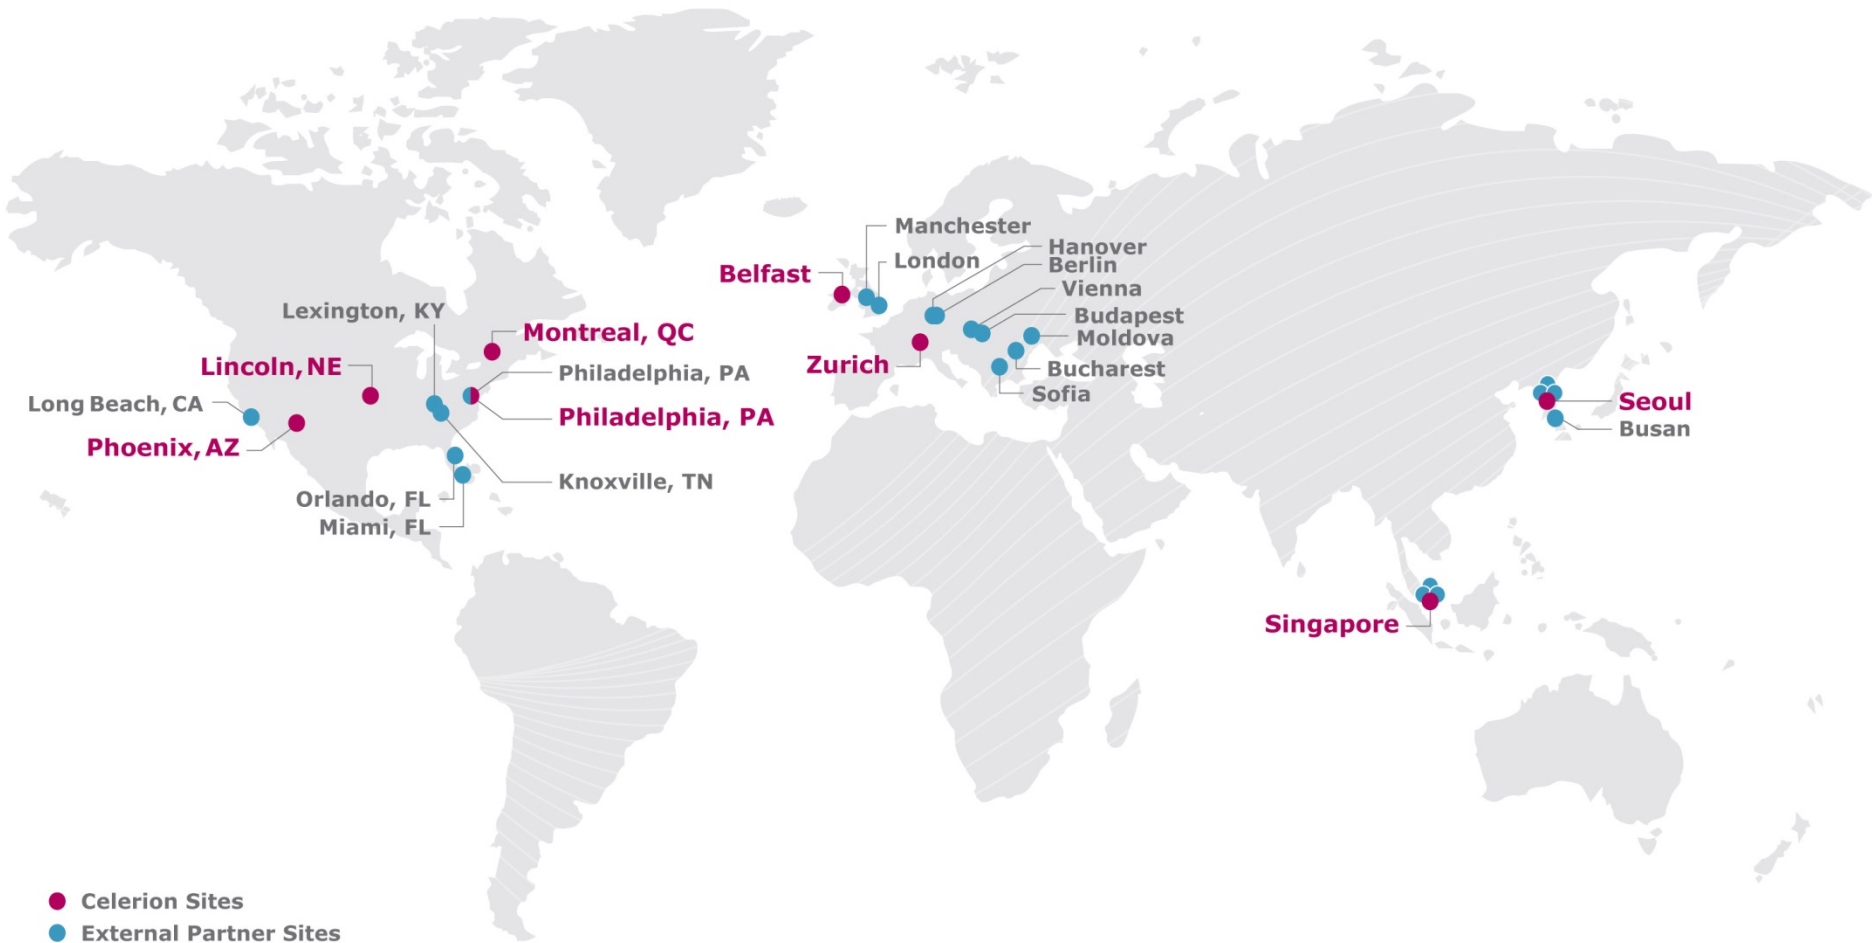 Manchester
Hanover
London
Berlin
Belfast
Vienna
Lexington, KY
Budapest
Montreal, QC
Moldova
Lincoln, NE
Zurich
Bucharest
Philadelphia, PA
Sofia
Long Beach, CA
Seoul
Philadelphia, PA
Busan
Phoenix, AZ
Knoxville, TN
Orlando, FL
Miami, FL
Singapore
Celerion Sites
External Partner Sites